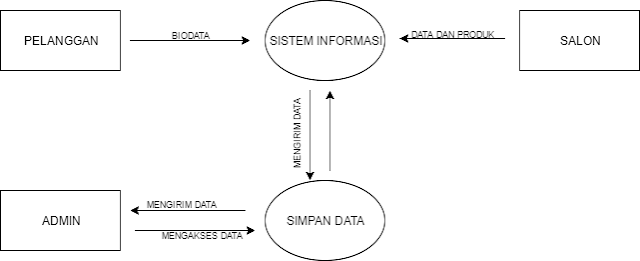 PELANGGAN
BIODATA
SISTEM INFORMASI
DATA DAN PRODUK
SALON
MENGIRIM DATA
ADMIN
MENGIRIM DATA
MENGAKSES DATA
SIMPAN DATA